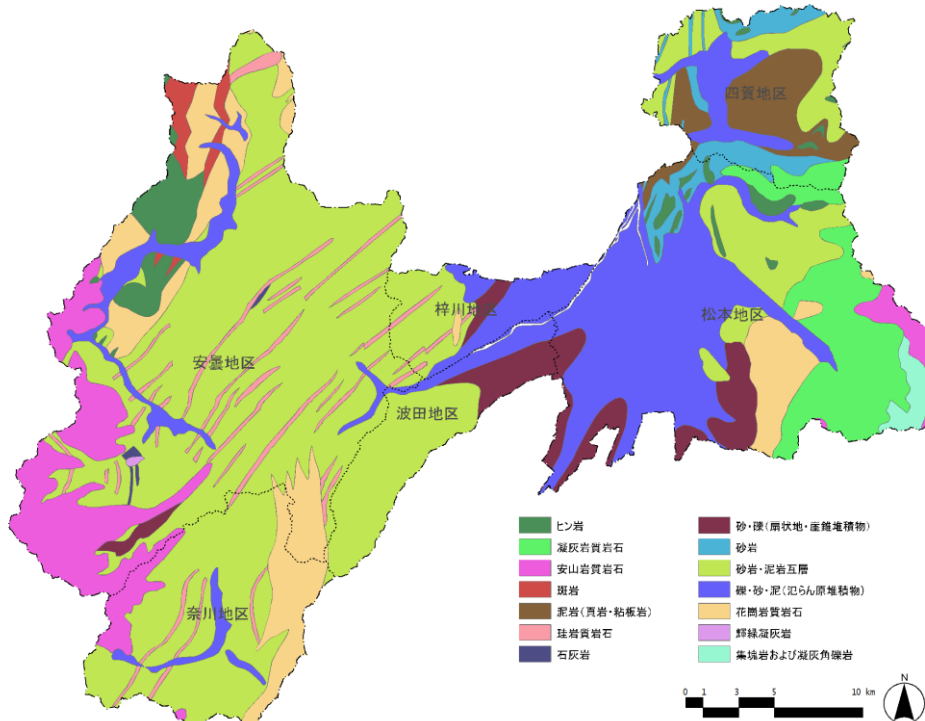 四賀地区
梓川地区
松本地区
安曇地区
波田地区
奈川地区
ヒン岩
凝灰岩質岩石
安山岩質岩石
斑岩
泥岩(頁岩・粘板岩)
珪岩質岩石
石灰岩
砂・礫(扇状地・崖錐堆積物)
砂岩
砂岩・泥岩互層
礫・砂・泥(氾らん原堆積物)
花崗岩質岩石
輝緑凝灰岩
集塊岩および凝灰角礫岩
0 1 3 5 10 km
N